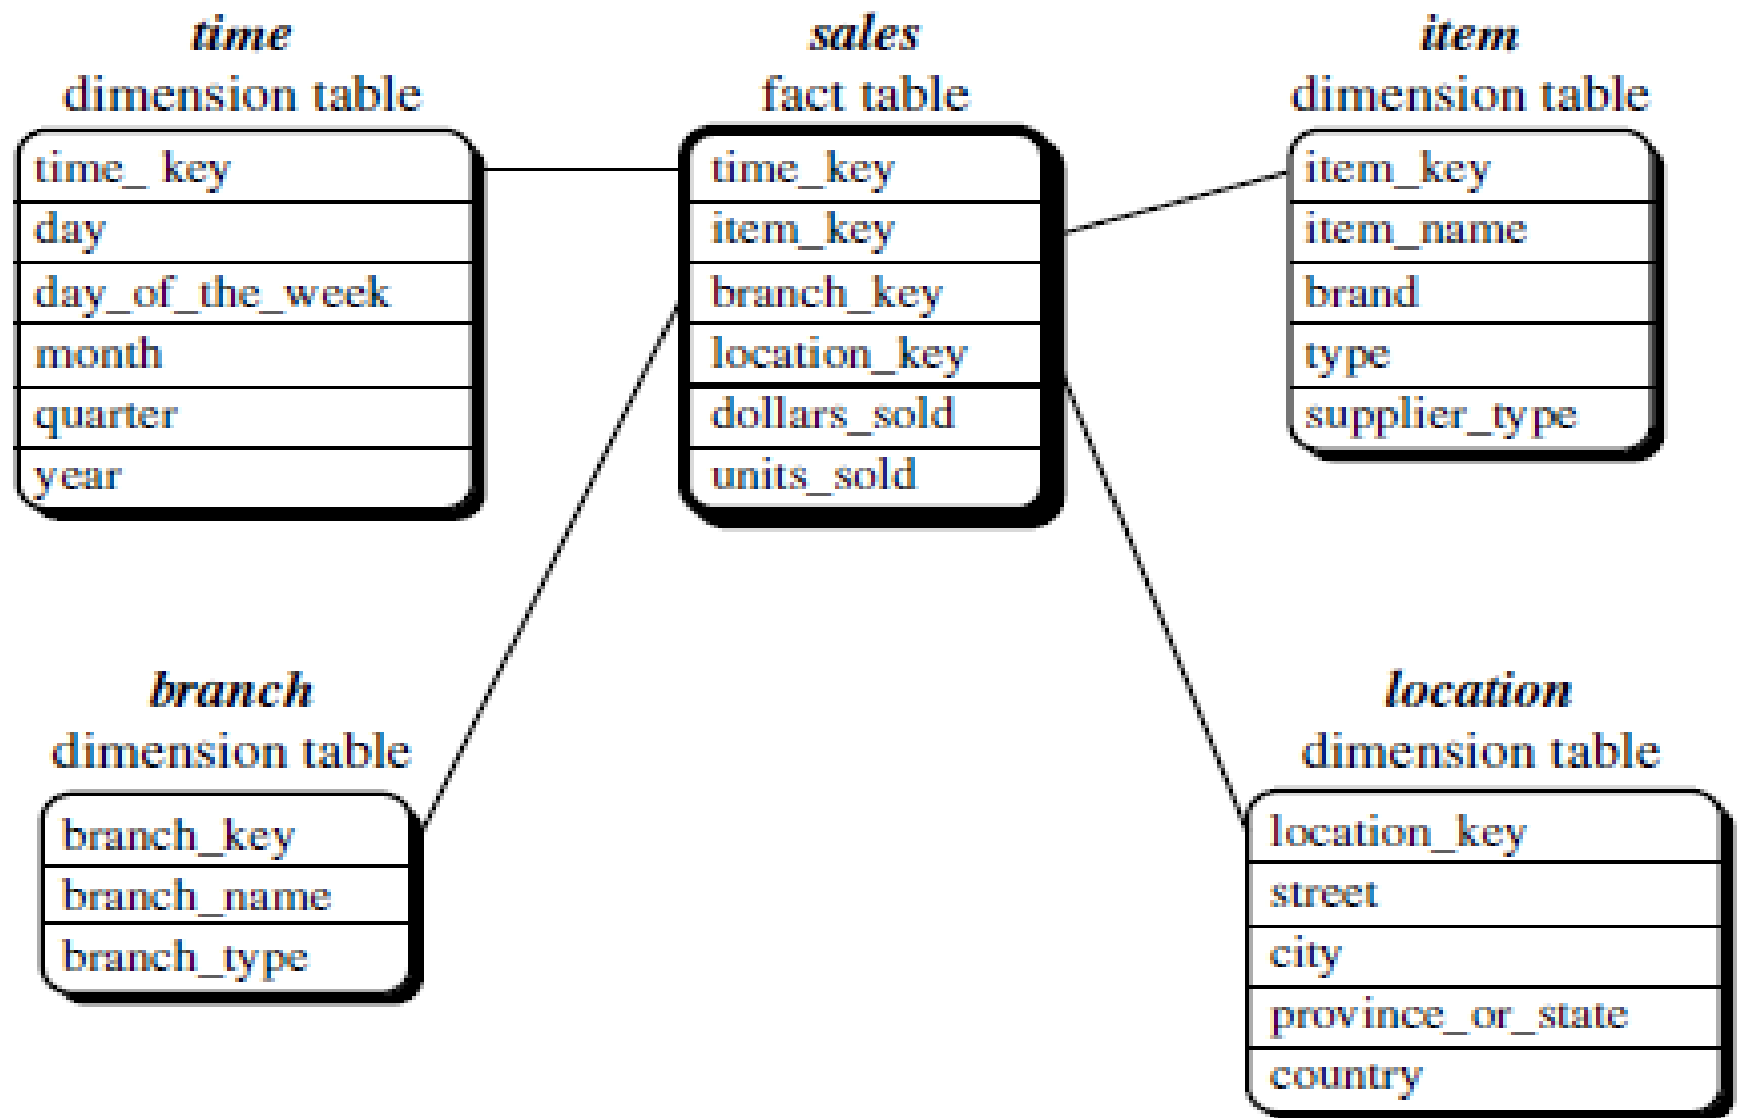 time
dimension table
time_ key
day
day_of_the_week
month
quarter
year
sales
fact table
time_key
item_key
branch_key
location_key
dollars_sold
units_sold
item
dimension table
item_key
item_name
brand
type
supplier_type
branch
dimension table
branch_key
branch_name
branch_type
location
dimension table
location_key
street
city
province_or_state
country